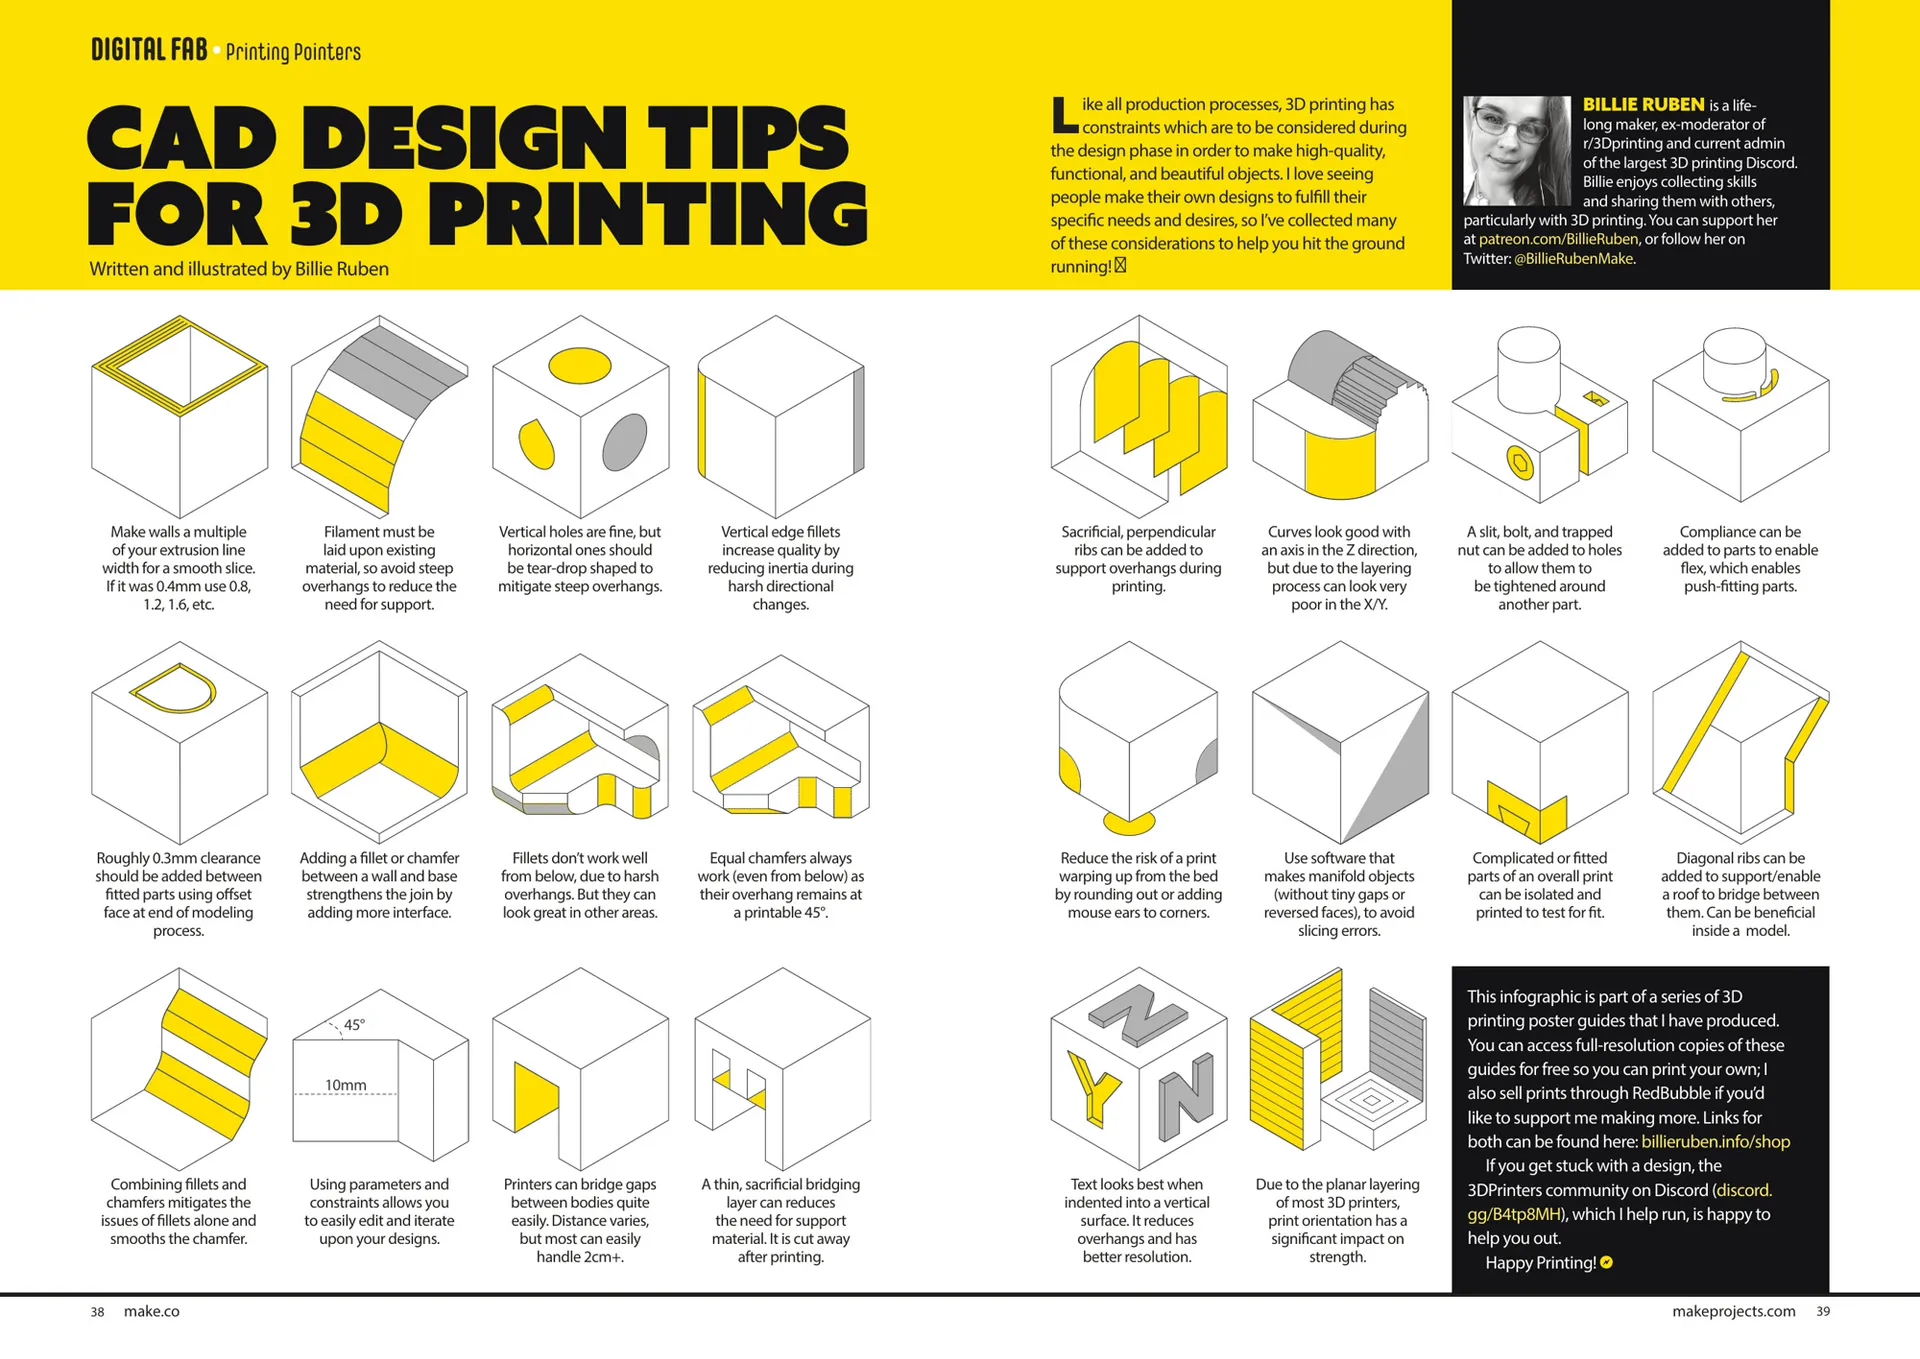 DIGITAL FAB • Printing Pointers
CAD DESIGN TIPS
FOR 3D PRINTING
Written and illustrated by Billie Ruben
Like all production processes, 3D printing has
constraints which are to be considered during
the design phase in order to make high-quality,
functional, and beautiful objects. I love seeing
people make their own designs to fulfill their
specific needs and desires, so I've collected many
of these considerations to help you hit the ground
running!
BILLIE RUBEN is a life-
long maker, ex-moderator of
r/3Dprinting and current admin
of the largest 3D printing Discord.
Billie enjoys collecting skills
and sharing them with others,
particularly with 3D printing. You can support her
at patreon.com/BillieRuben, or follow her on
Twitter: @BillieRubenMake.
Make walls a multiple
of your extrusion line
width for a smooth slice.
If it was 0.4mm use 0.8,
1.2, 1.6, etc.
Filament must be
laid upon existing
material, so avoid steep
overhangs to reduce the
need for support.
Vertical holes are fine, but
horizontal ones should
be tear-drop shaped to
mitigate steep overhangs.
Vertical edge fillets
increase quality by
reducing inertia during
harsh directional
changes.
Sacrificial, perpendicular
ribs can be added to
support overhangs during
printing.
Curves look good with
an axis in the Z direction,
but due to the layering
process can look very
poor in the X/Y.
A slit, bolt, and trapped
nut can be added to holes
to allow them to
be tightened around
another part.
Compliance can be
added to parts to enable
flex, which enables
push-fitting parts.
Roughly 0.3mm clearance
should be added between
fitted parts using offset
face at end of modeling
process.
Adding a fillet or chamfer
between a wall and base
strengthens the join by
adding more interface.
Fillets don't work well
from below, due to harsh
overhangs. But they can
look great in other areas.
Equal chamfers always
work (even from below) as
their overhang remains at
a printable 45°.
Reduce the risk of a print
warping up from the bed
by rounding out or adding
mouse ears to corners.
Use software that
makes manifold objects
(without tiny gaps or
reversed faces), to avoid
slicing errors.
Complicated or fitted
parts of an overall print
can be isolated and
printed to test for fit.
Diagonal ribs can be
added to support/enable
a roof to bridge between
them. Can be beneficial
inside a model.
Combining fillets and
chamfers mitigates the
issues of fillets alone and
smooths the chamfer.
45°
10mm
Using parameters and
constraints allows you
to easily edit and iterate
upon your designs.
Printers can bridge gaps
between bodies quite
easily. Distance varies,
but most can easily
handle 2cm+.
A thin, sacrificial bridging
layer can reduces
the need for support
material. It is cut away
after printing.
N
Y
N
Text looks best when
indented into a vertical
surface. It reduces
overhangs and has
better resolution.
Due to the planar layering
of most 3D printers,
print orientation has a
significant impact on
strength.
This infographic is part of a series of 3D
printing poster guides that I have produced.
You can access full-resolution copies of these
guides for free so you can print your own; I
also sell prints through RedBubble if you'd
like to support me making more. Links for
both can be found here: billieruben.info/shop
If you get stuck with a design, the
3DPrinters community on Discord (discord.
gg/B4tp8MH), which I help run, is happy to
help you out.
Happy Printing!
38 make.co
makeprojects.com 39